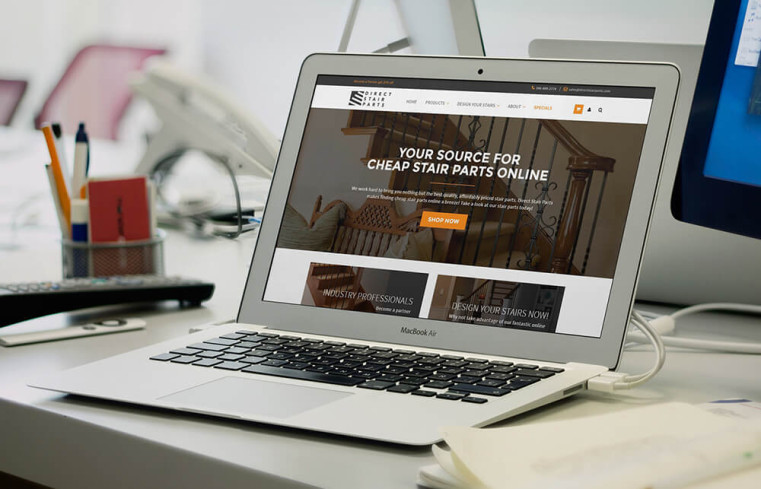 DIRECT
STAIR
PARTS
HOME
PRODUCTS
DESIGN YOUR STAIRS
ABOUT
SPECIALS
YOUR SOURCE FOR
CHEAP STAIR PARTS ONLINE
We work hard to bring you nothing but the best quality, affordably priced stair parts. Direct Stair Parts
makes finding cheap stair parts online a breeze! Take a look at our stair parts today!
SHOP NOW
INDUSTRY PROFESSIONALS
Become a partner
DESIGN YOUR STAIRS NOW!
Why not take advantage of our fantastic online
MacBook Air